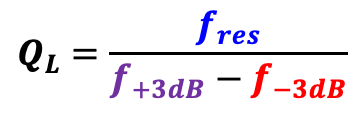 Q_L = f_res / (f_+3dB − f_−3dB)